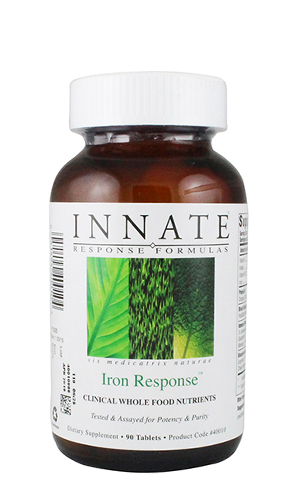 INNATE
RESPONSE FORMULAS
vis medicatrix naturae
Iron Response™
CLINICAL WHOLE FOOD NUTRIENTS
Tested & Assayed for Potency & Purity
Dietary Supplement • 90 Tablets • Product Code #40010